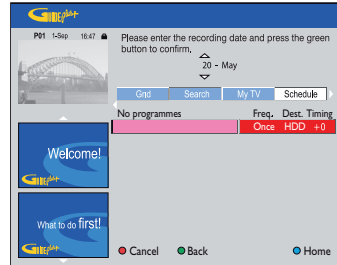 GUIDE Plus+
P01 1-Sep 16:47
Please enter the recording date and press the green
button to confirm,
20 - May
Grid Search My TV Schedule
No programmes Freq. Dest. Timing
Once HDD +0
Welcome!
GUIDE Plus+
What to do first!
GUIDE Plus+
Cancel Back Home